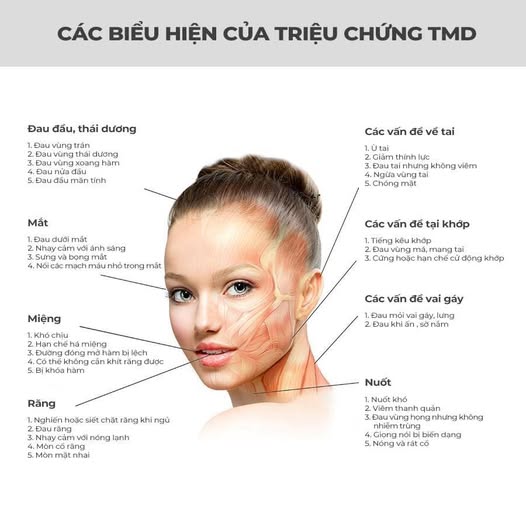 CÁC BIỂU HIỆN CỦA TRIỆU CHỨNG TMD
Đau đầu, thái dương
1. Đau vùng trán
2. Đau vùng thái dương
3. Đau vùng xoang hàm
4. Đau nửa đầu
5. Đau đầu mãn tính
Mắt
1. Đau dưới mắt
2. Nhạy cảm với ánh sáng
3. Sưng và bọng mắt
4. Nổi các mạch máu nhỏ trong mắt
Miệng
1. Khó chịu
2. Hạn chế há miệng
3. Đường đóng mở hàm bị lệch
4. Có thể không cắn khít răng được
5. Bị khóa hàm
Răng
1. Nghiến hoặc siết chặt răng khi ngủ
2. Đau răng
3. Nhạy cảm với nóng lạnh
4. Mòn cổ răng
5. Mòn mặt nhai
Các vấn đề về tai
1. Ù tai
2. Giảm thính lực
3. Đau tai nhưng không viêm
4. Ngứa vùng tai
5. Chóng mặt
Các vấn đề tại khớp
1. Tiếng kêu khớp
2. Đau vùng má, mang tai
3. Cứng hoặc hạn chế cử động khớp
Các vấn đề vai gáy
1. Đau mỏi vai gáy, lưng
2. Đau khi ấn , sờ nắm
Nuốt
1. Nuốt khó
2. Viêm thanh quản
3. Đau vùng họng nhưng không
nhiễm trùng
4. Giọng nói bị biến dạng
5. Nóng và rát cổ